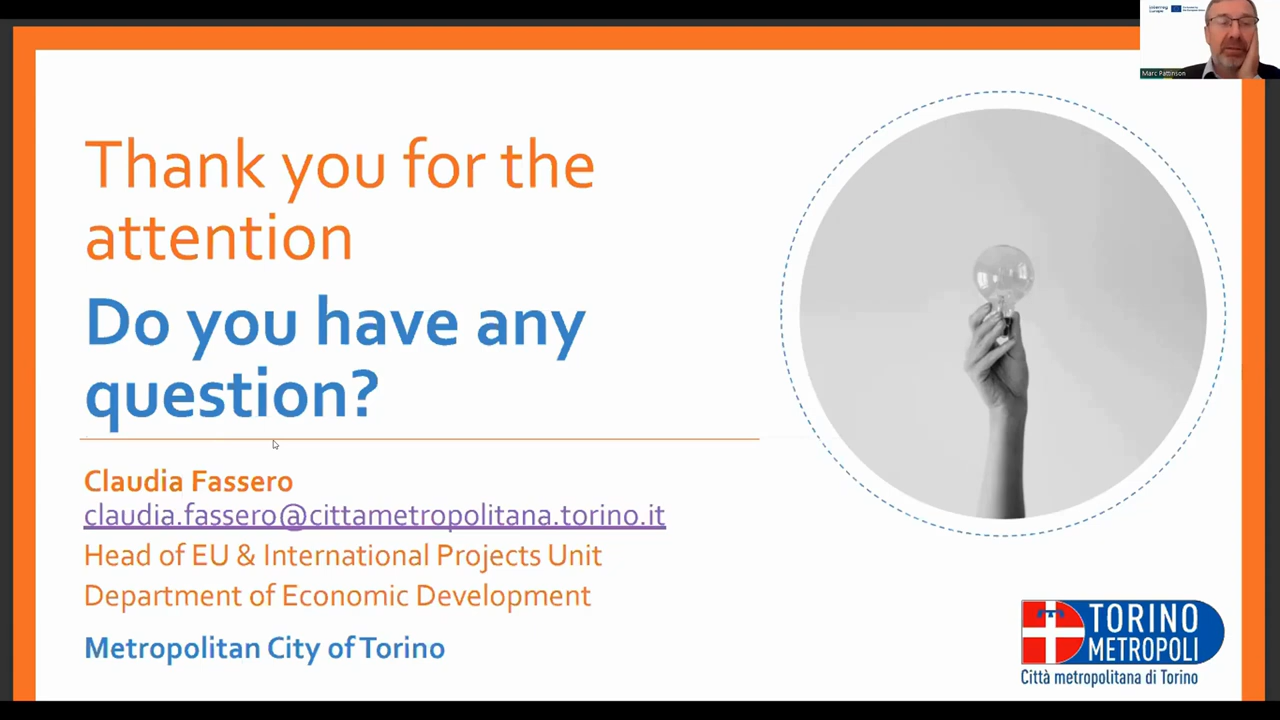 Thank you for the
attention
Do you have any
question?
Claudia Fassero
claudia.fassero@cittametropolitana.torino.it
Head of EU & International Projects Unit
Department of Economic Development
Metropolitan City of Torino
TORINO
METROPOLI
Città metropolitana di Torino
Interreg
Europe
Marc Pattinson